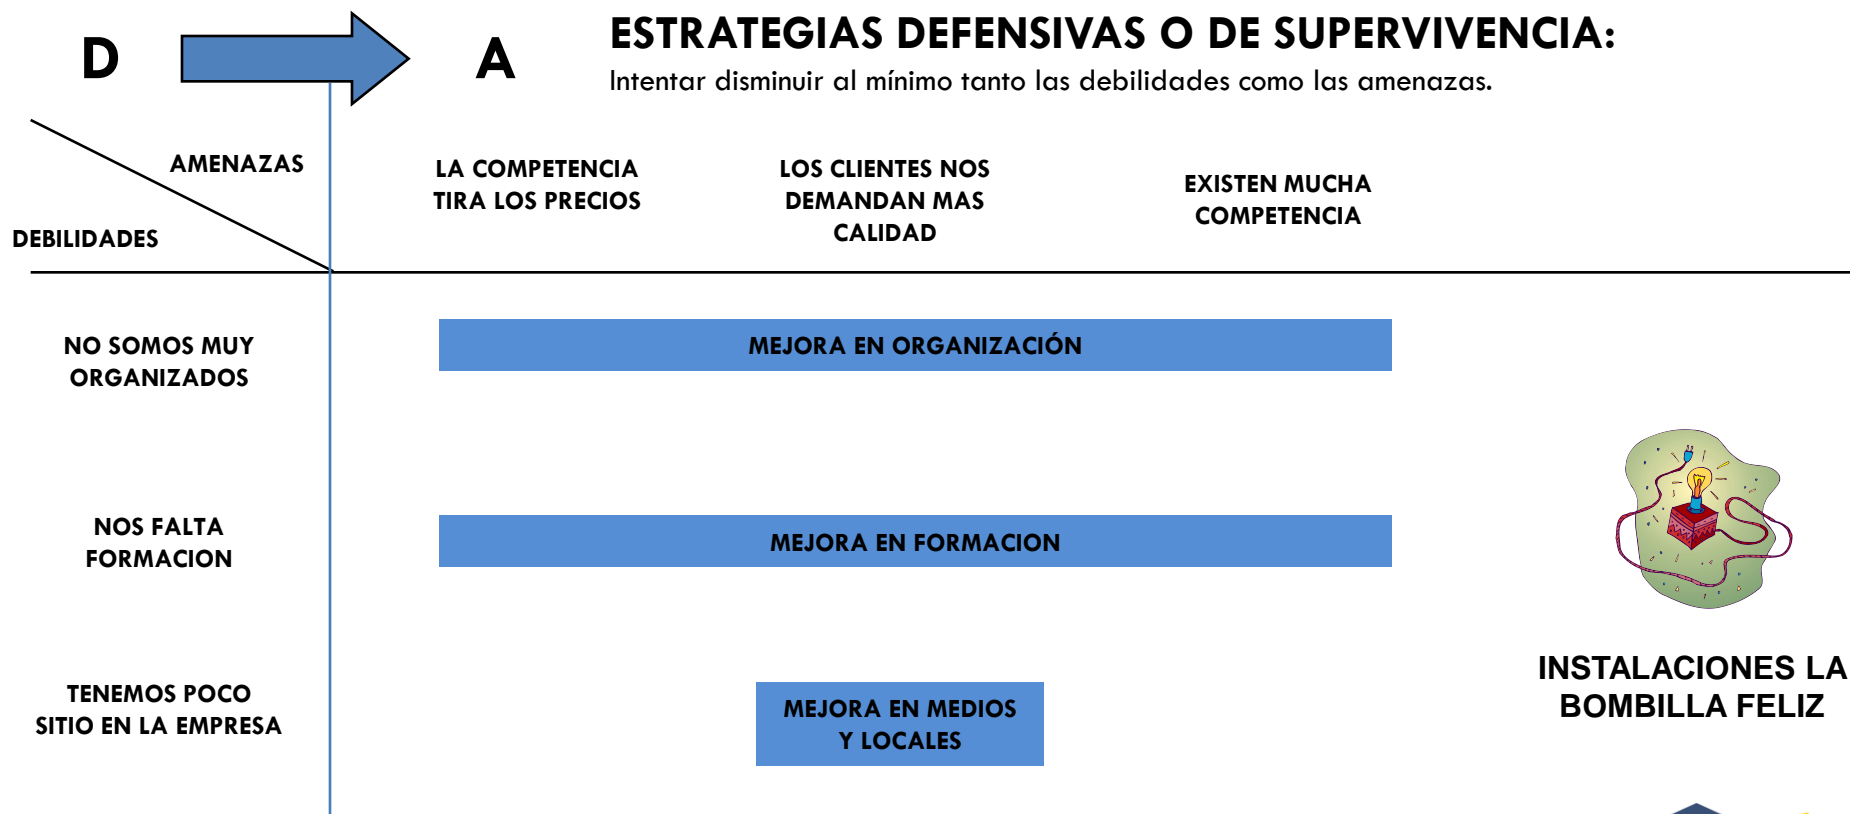 D
A
ESTRATEGIAS DEFENSIVAS O DE SUPERVIVENCIA:
Intentar disminuir al mínimo tanto las debilidades como las amenazas.
AMENAZAS
DEBILIDADES
LA COMPETENCIA
TIRA LOS PRECIOS
LOS CLIENTES NOS
DEMANDAN MAS
CALIDAD
EXISTEN MUCHA
COMPETENCIA
NO SOMOS MUY
ORGANIZADOS
MEJORA EN ORGANIZACIÓN
NOS FALTA
FORMACION
MEJORA EN FORMACION
TENEMOS POCO
SITIO EN LA EMPRESA
MEJORA EN MEDIOS
Y LOCALES
INSTALACIONES LA
BOMBILLA FELIZ